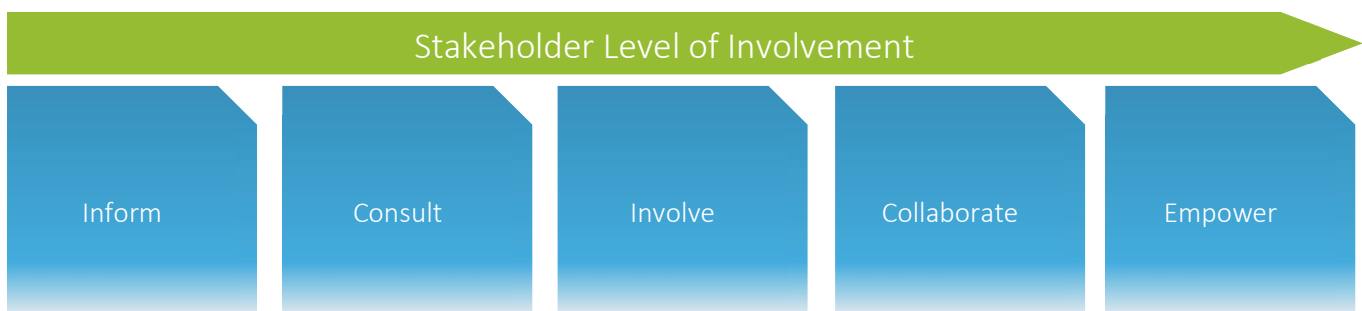 Stakeholder Level of Involvement
Inform
Consult
Involve
Collaborate
Empower